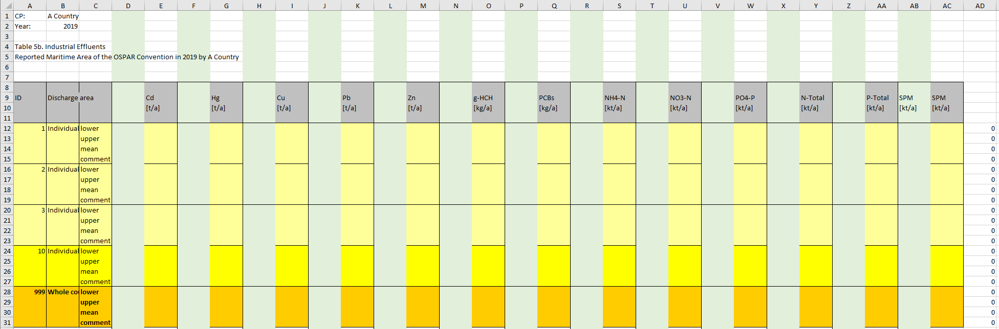 A B C D E F G H I J K L M N O P Q R S T U V W X Y Z AA AB AC AD
1 CP: A Country
2 Year: 2019
3
4 Table 5b. Industrial Effluents
5 Reported Maritime Area of the OSPAR Convention in 2019 by A Country
6
7
8
9 ID Discharge area Cd Hg Cu Pb Zn g-HCH PCBs NH4-N NO3-N PO4-P N-Total P-Total SPM SPM
10 [t/a] [t/a] [t/a] [t/a] [t/a] [kg/a] [kg/a] [kt/a] [kt/a] [kt/a] [kt/a] [kt/a] [kt/a] [kt/a]
11
12 1 Individual lower 0
13 upper 0
14 mean 0
15 comment 0
16 2 Individual lower 0
17 upper 0
18 mean 0
19 comment 0
20 3 Individual lower 0
21 upper 0
22 mean 0
23 comment 0
24 10 Individual lower 0
25 upper 0
26 mean 0
27 comment 0
28 999 Whole cou lower 0
29 upper 0
30 mean 0
31 comment 0